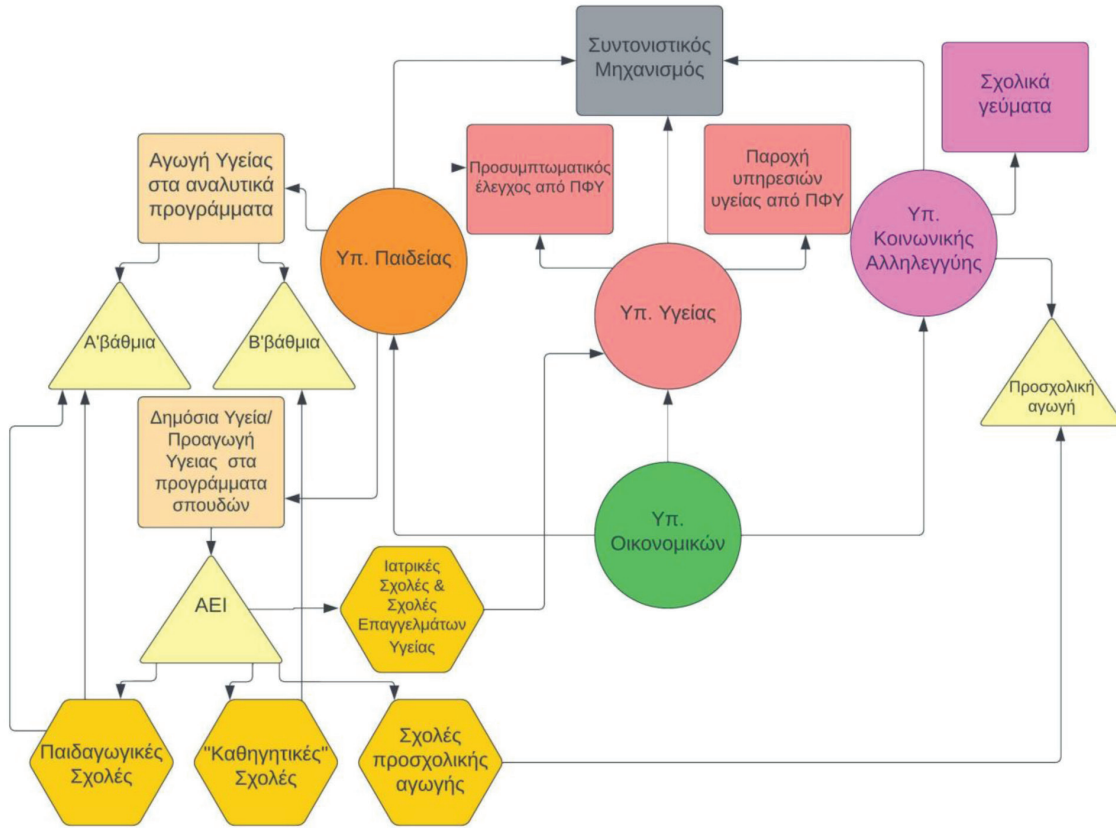 Συντονιστικός
Μηχανισμός
Σχολικά
γεύματα
Αγωγή Υγείας
στα αναλυτικά
προγράμματα
Προσυμπτωματικός
έλεγχος από ΠΦΥ
Παροχή
υπηρεσιών
υγείας από ΠΦΥ
Υπ. Παιδείας
Υπ.
Κοινωνικής
Αλληλεγγύης
Υπ. Υγείας
Α'βάθμια
Β'βάθμια
Προσχολική
αγωγή
Δημόσια Υγεία/
Προαγωγή
Υγειας στα
προγράμματα
σπουδών
Υπ.
Οικονομικών
ΑΕΙ
Ιατρικές
Σχολές &
Σχολές
Επαγγελμάτων
Υγείας
Παιδαγωγικές
Σχολές
"Καθηγητικές"
Σχολές
Σχολές
προσχολικής
αγωγής